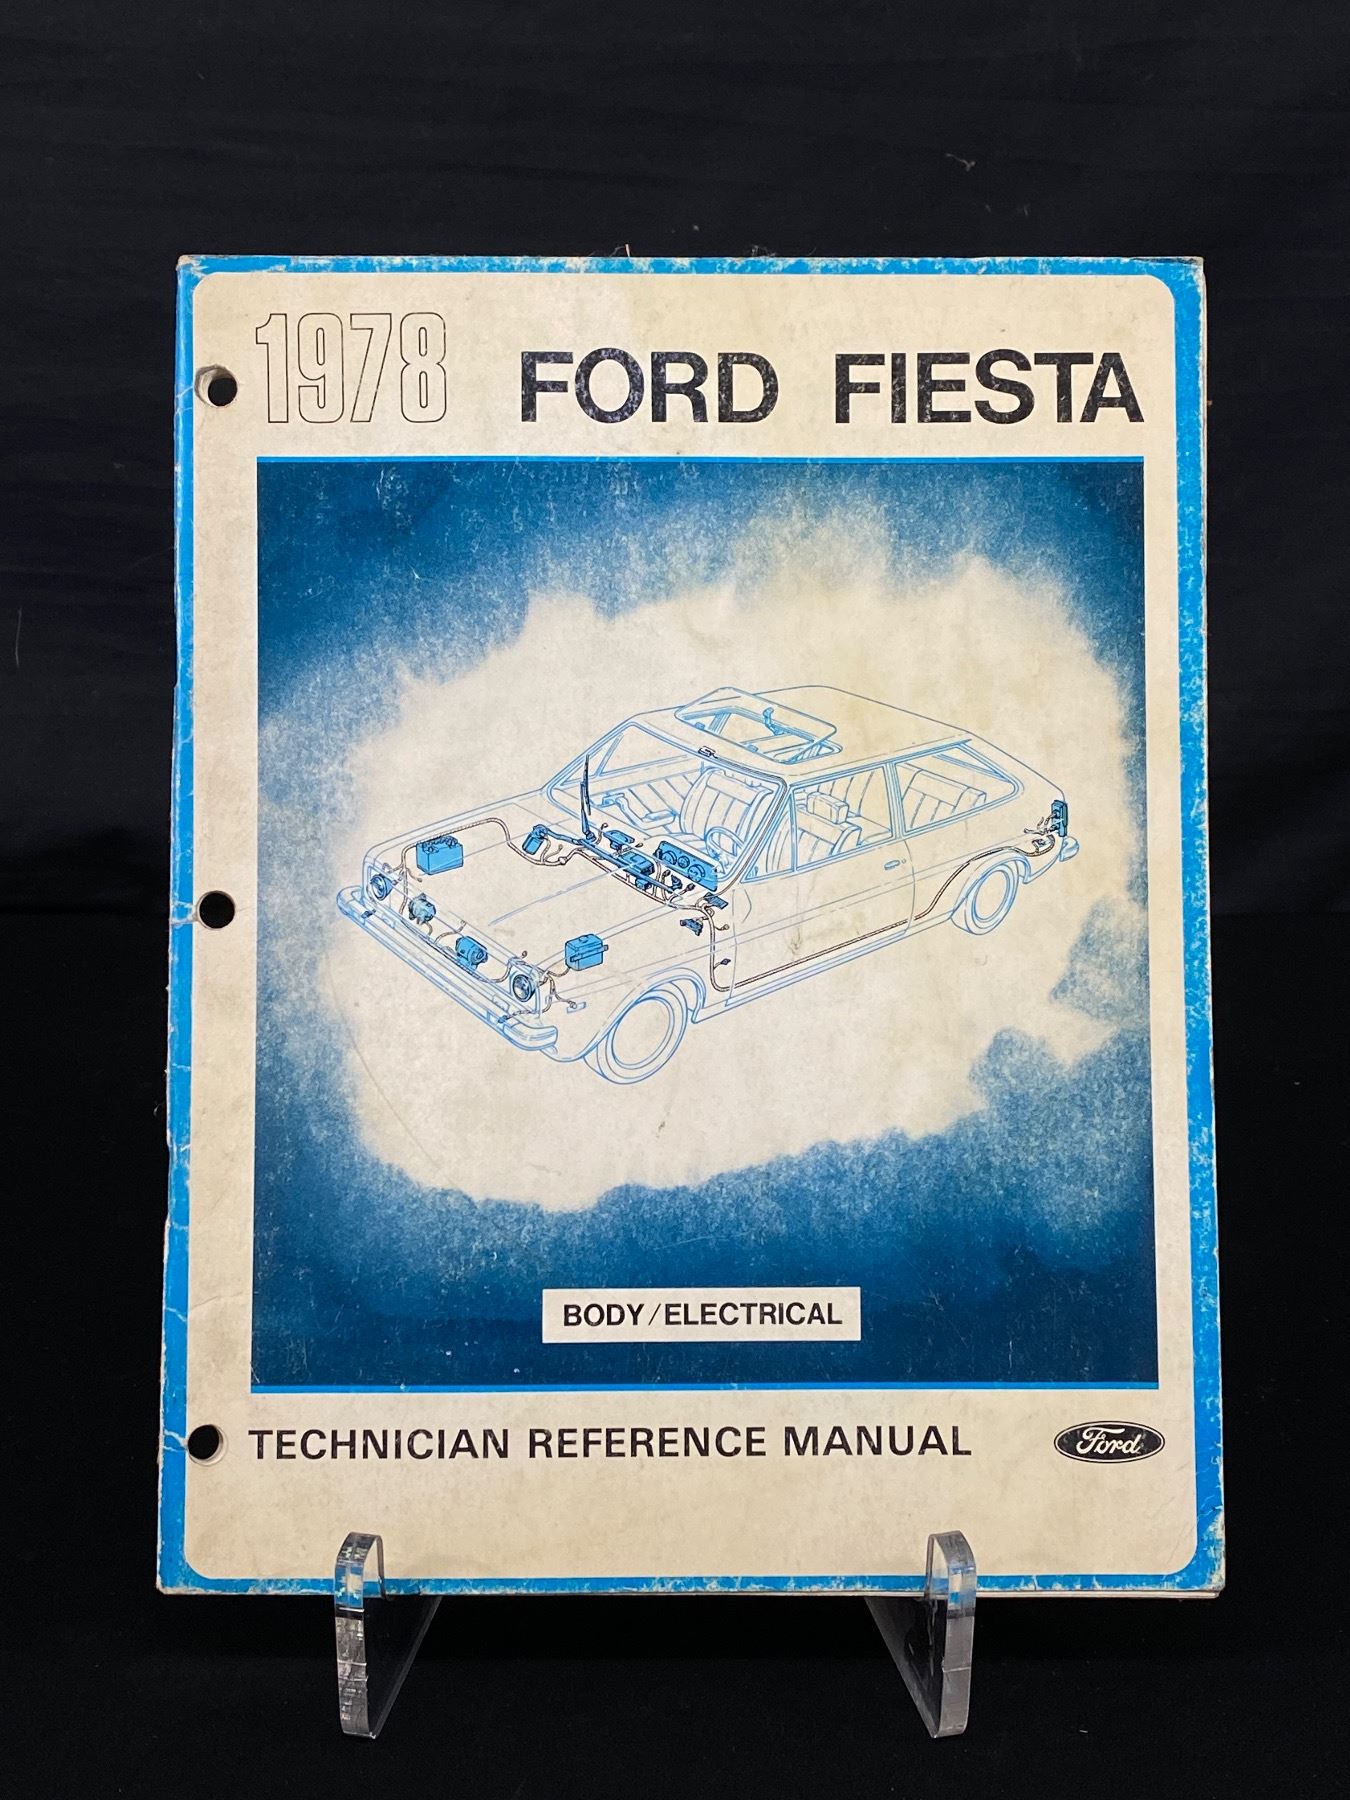 1978 FORD FIESTA
BODY/ELECTRICAL
TECHNICIAN REFERENCE MANUAL
Ford